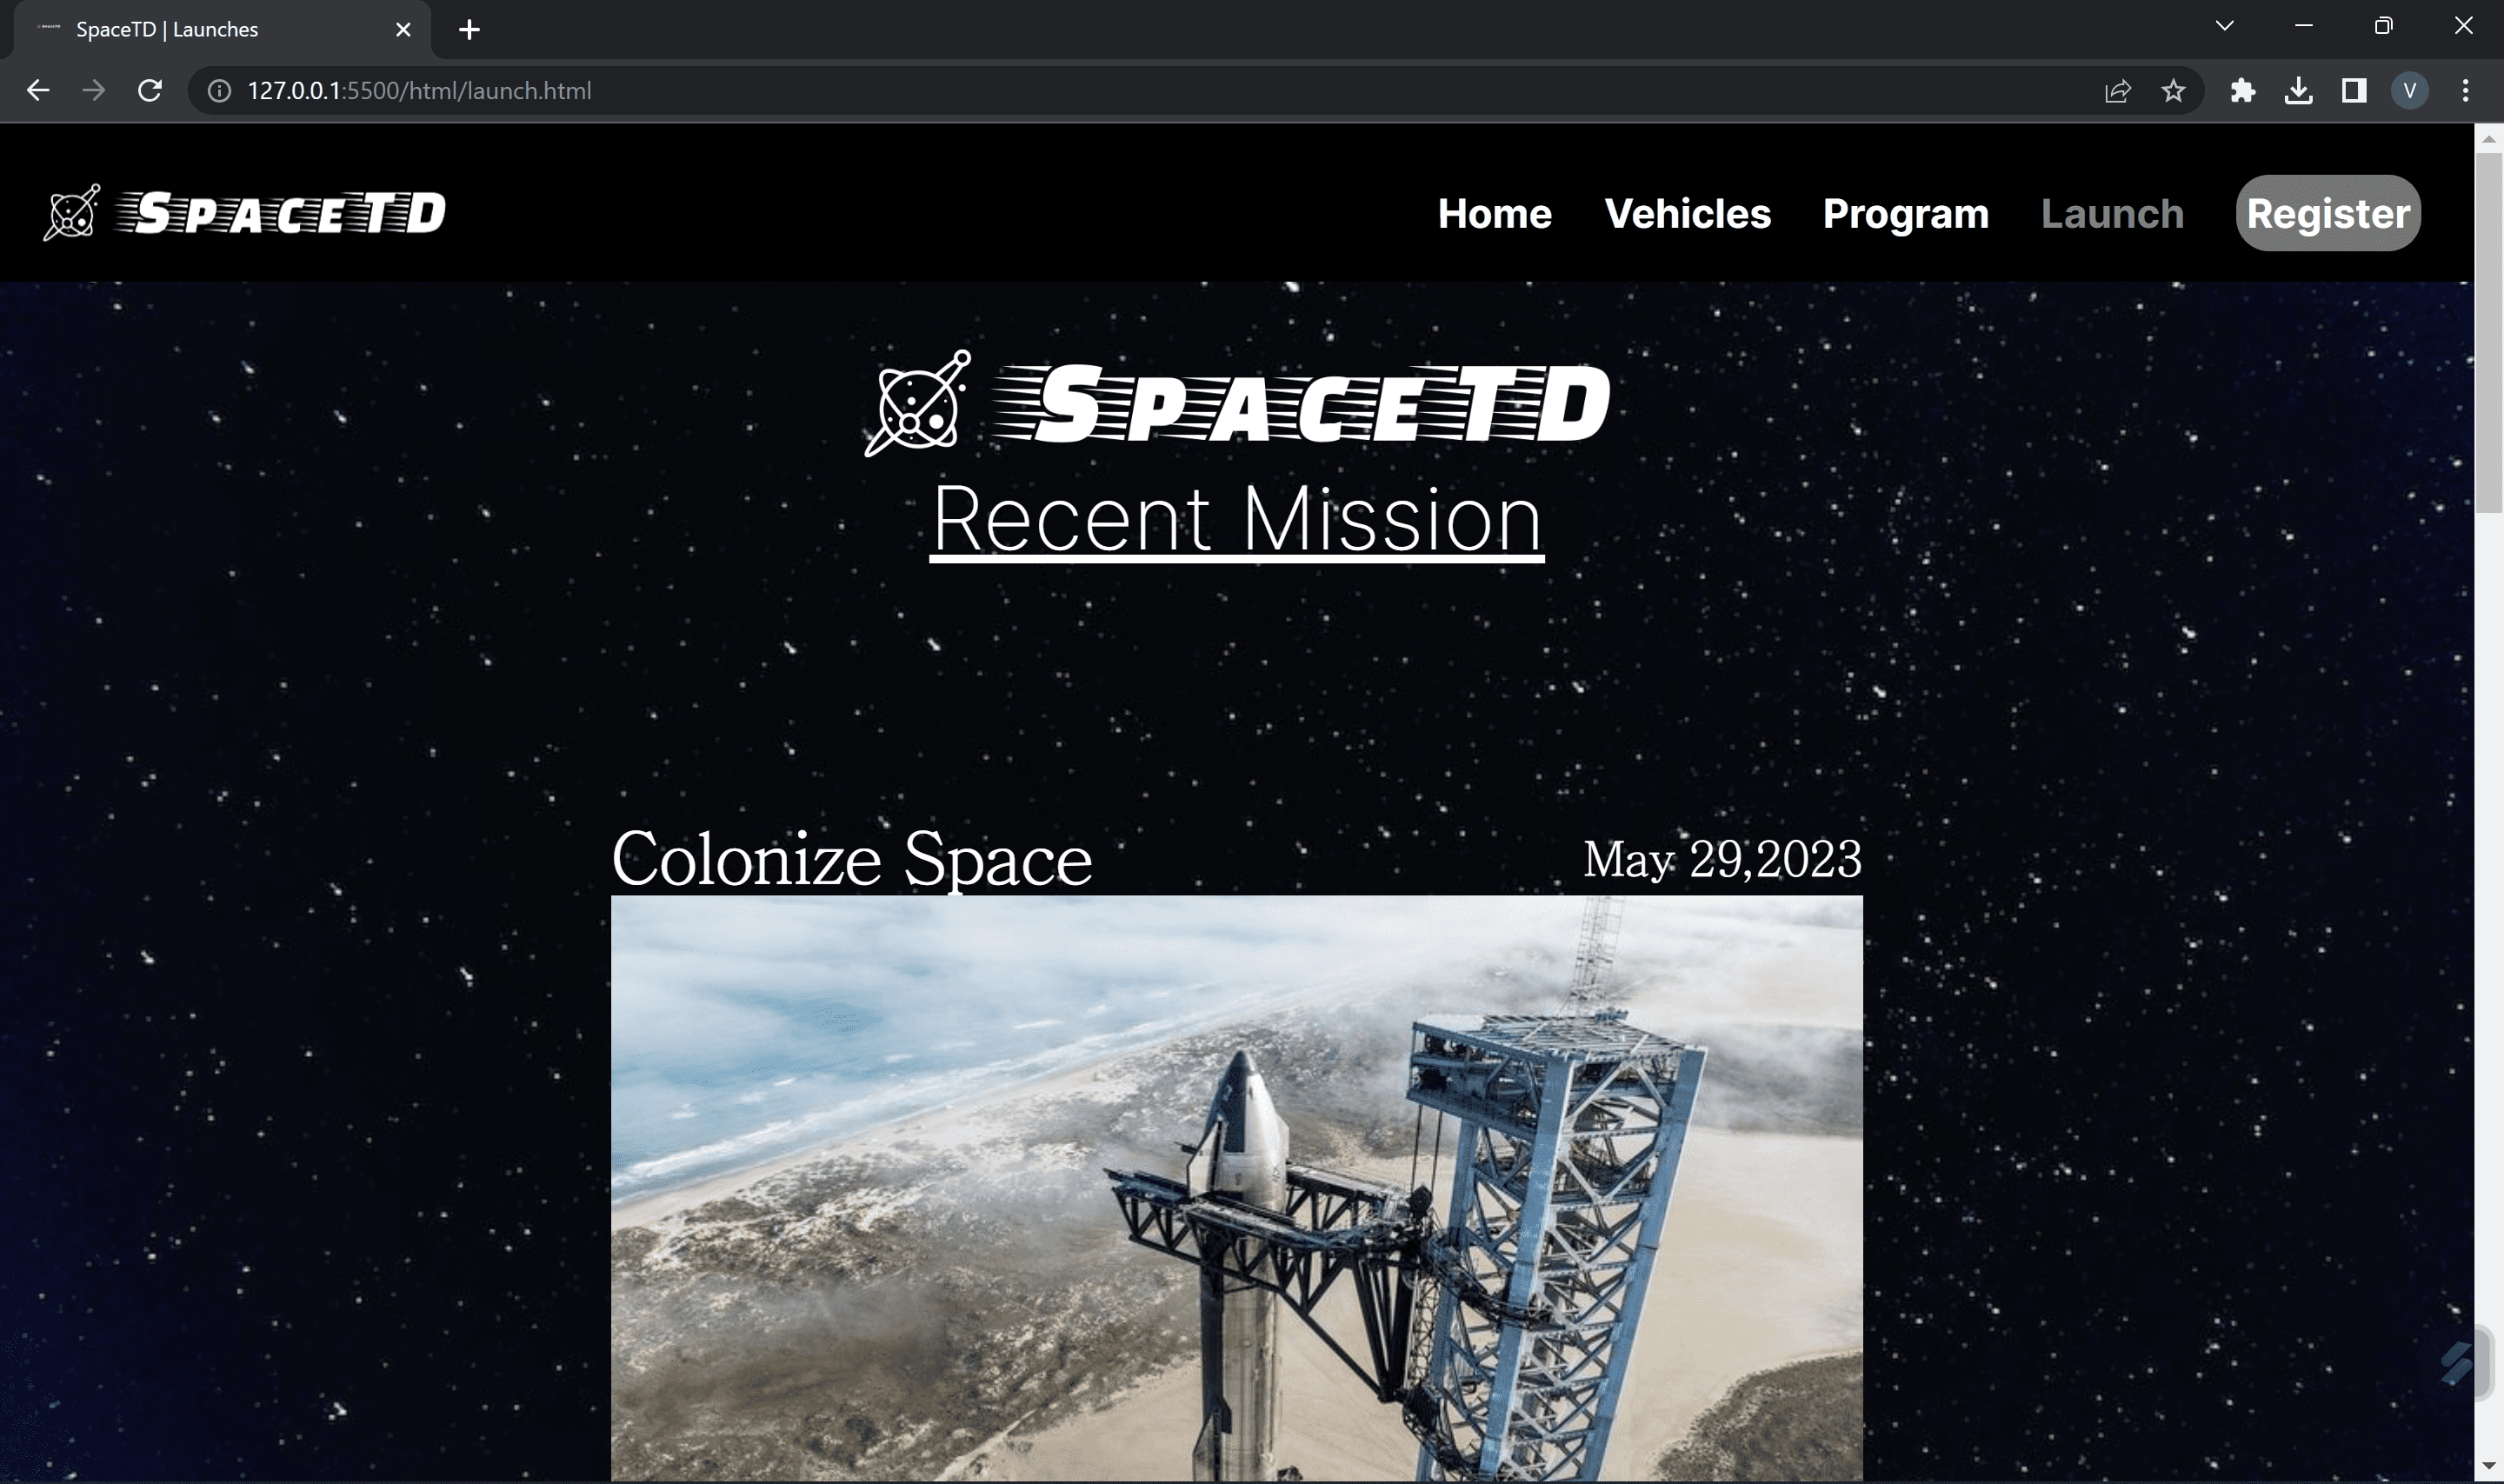 SpaceTD | Launches
127.0.0.1:5500/html/launch.html
V
SPACETD
Home Vehicles Program Launch Register
SPACETD
Recent Mission
Colonize Space May 29,2023